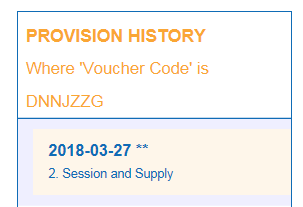 PROVISION HISTORY
Where 'Voucher Code' is
DNNJZZG
2018-03-27 **
2. Session and Supply